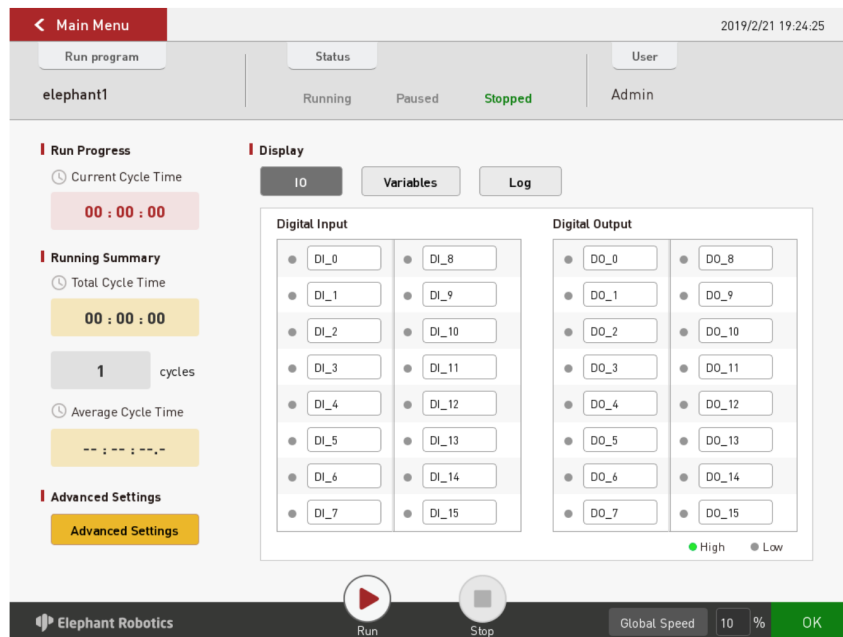 Main Menu
2019/2/21 19:24:25
Run program
Status
User
elephant1
Running Paused Stopped
Admin
Run Progress
Current Cycle Time
00 : 00 : 00
Running Summary
Total Cycle Time
00 : 00 : 00
1 cycles
Average Cycle Time
-- : -- : --.-
Advanced Settings
Advanced Settings
Display
IO Variables Log
Digital Input
DI_0 DI_8
DI_1 DI_9
DI_2 DI_10
DI_3 DI_11
DI_4 DI_12
DI_5 DI_13
DI_6 DI_14
DI_7 DI_15
Digital Output
DO_0 DO_8
DO_1 DO_9
DO_2 DO_10
DO_3 DO_11
DO_4 DO_12
DO_5 DO_13
DO_6 DO_14
DO_7 DO_15
High Low
Elephant Robotics
Run
Stop
Global Speed 10 %
OK